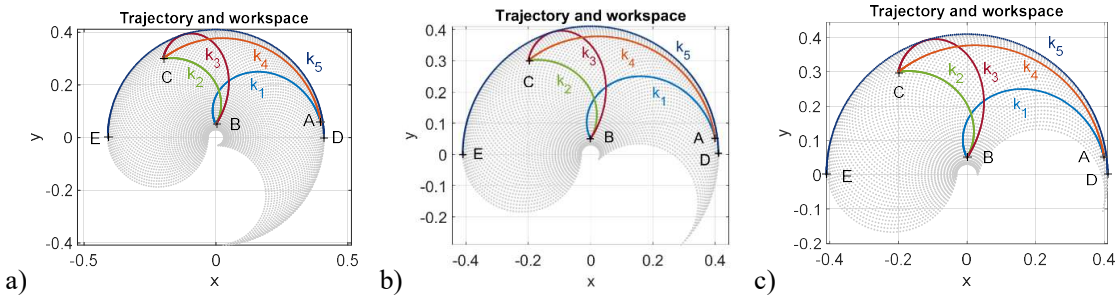 Trajectory and workspace
0.4
0.2
0
-0.2
-0.4
-0.5
0
0.5
y
x
k5
k3
k4
k2
k1
C
B
A
D
E
a)
Trajectory and workspace
0.4
0.3
0.2
0.1
0
-0.1
-0.2
-0.4
-0.2
0
0.2
0.4
y
x
k5
k3
k4
k2
k1
C
B
A
D
E
b)
Trajectory and workspace
0.4
0.3
0.2
0.1
0
-0.1
-0.2
-0.4
-0.2
0
0.2
0.4
y
x
k5
k3
k4
k2
k1
C
B
A
D
E
c)